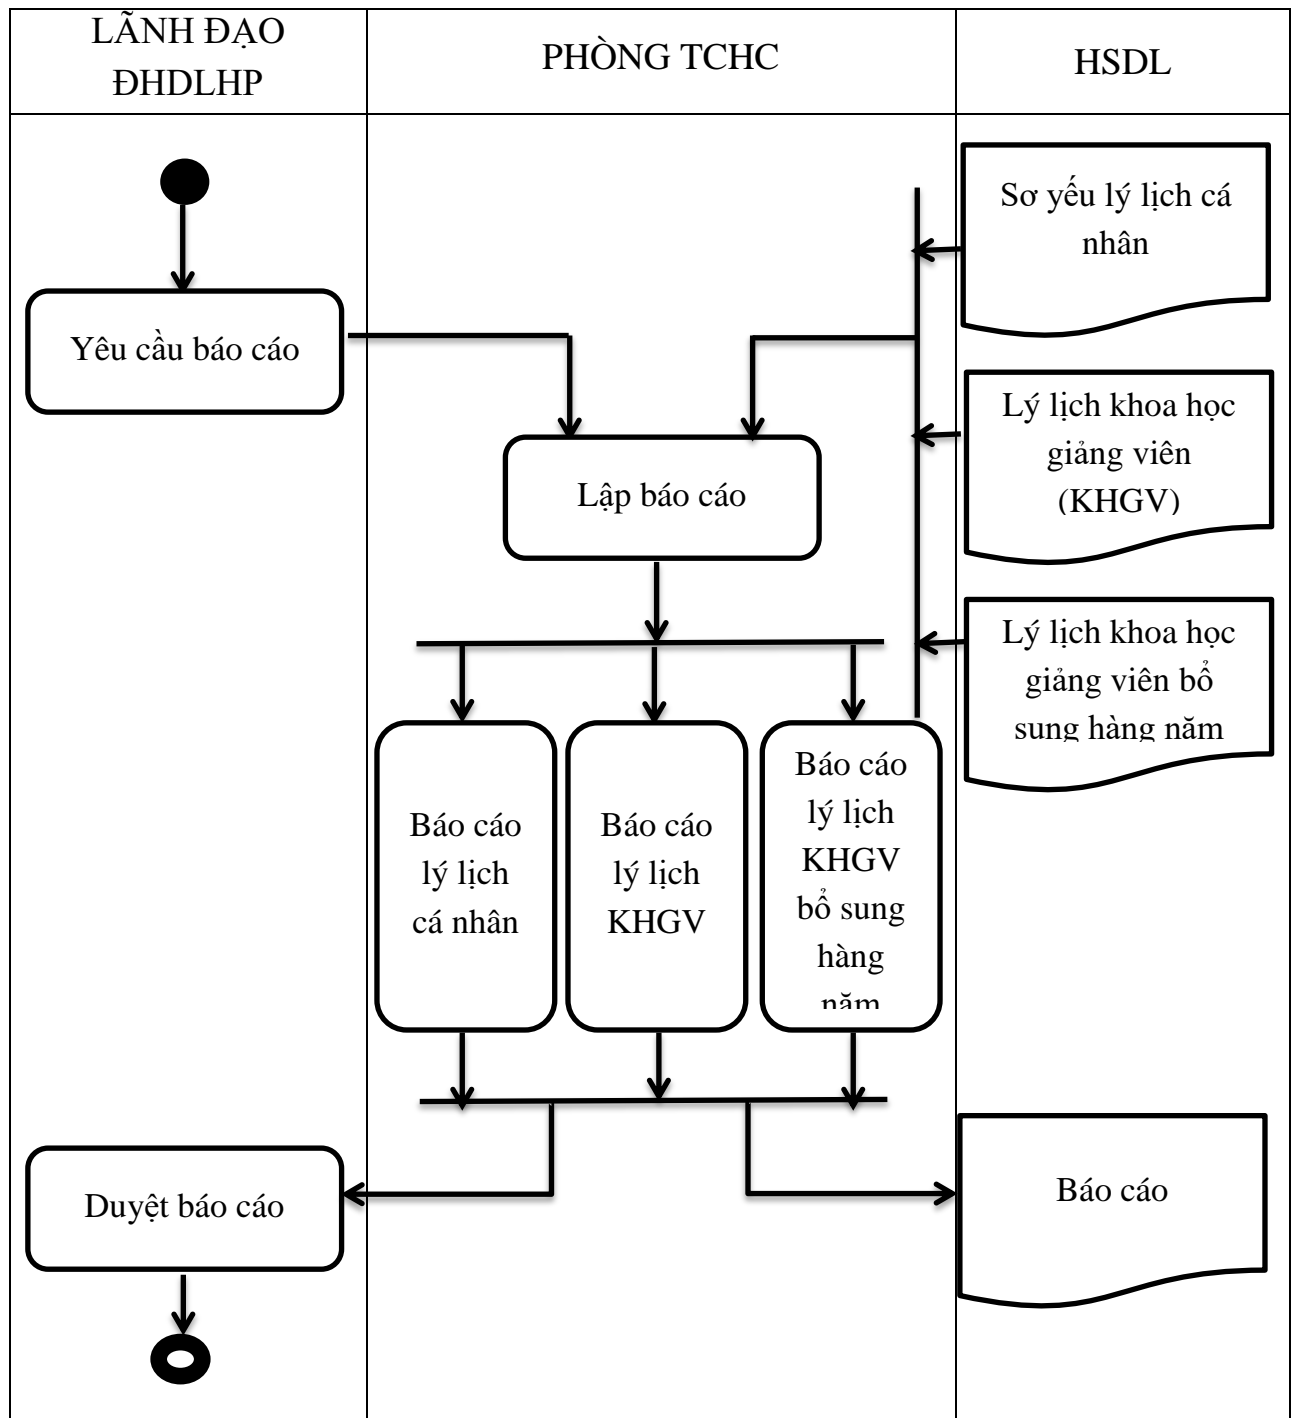 LÃNH ĐẠO
ĐHDLHP
PHÒNG TCHC
HSDL
Sơ yếu lý lịch cá
nhân
Yêu cầu báo cáo
Lý lịch khoa học
giảng viên
(KHGV)
Lập báo cáo
Lý lịch khoa học
giảng viên bổ
sung hàng năm
Báo cáo
lý lịch
cá nhân
Báo cáo
lý lịch
KHGV
Báo cáo
lý lịch
KHGV
bổ sung
hàng
năm
Duyệt báo cáo
Báo cáo